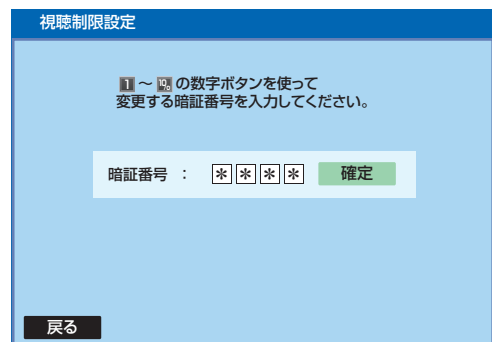 視聴制限設定
1 ～ 10 の数字ボタンを使って
変更する暗証番号を入力してください。
暗証番号 ： ＊ ＊ ＊ ＊ 確定
戻る